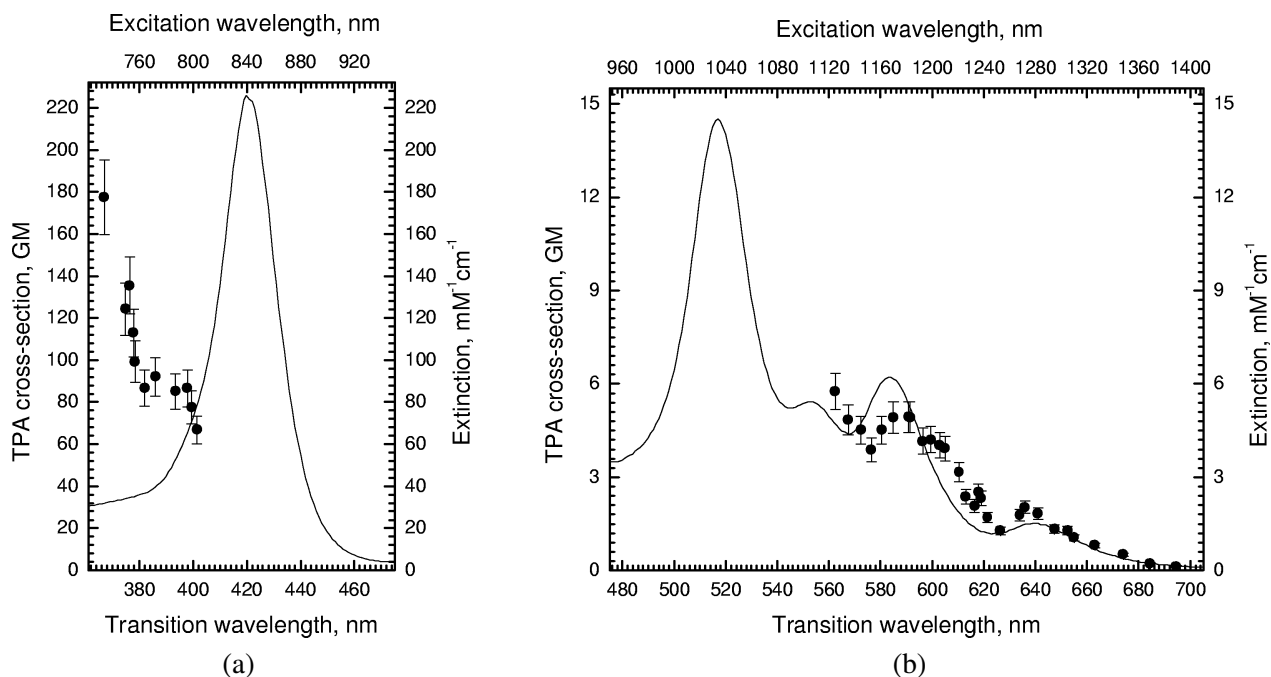 Excitation wavelength, nm
760 800 840 880 920
220 220
200 200
180 180
160 160
140 140
120 120
100 100
80 80
60 60
40 40
20 20
0 0
TPA cross-section, GM
Extinction, mM⁻¹cm⁻¹
380 400 420 440 460
Transition wavelength, nm
(a)
Excitation wavelength, nm
960 1000 1040 1080 1120 1160 1200 1240 1280 1320 1360 1400
15 15
12 12
9 9
6 6
3 3
0 0
TPA cross-section, GM
Extinction, mM⁻¹cm⁻¹
480 500 520 540 560 580 600 620 640 660 680 700
Transition wavelength, nm
(b)